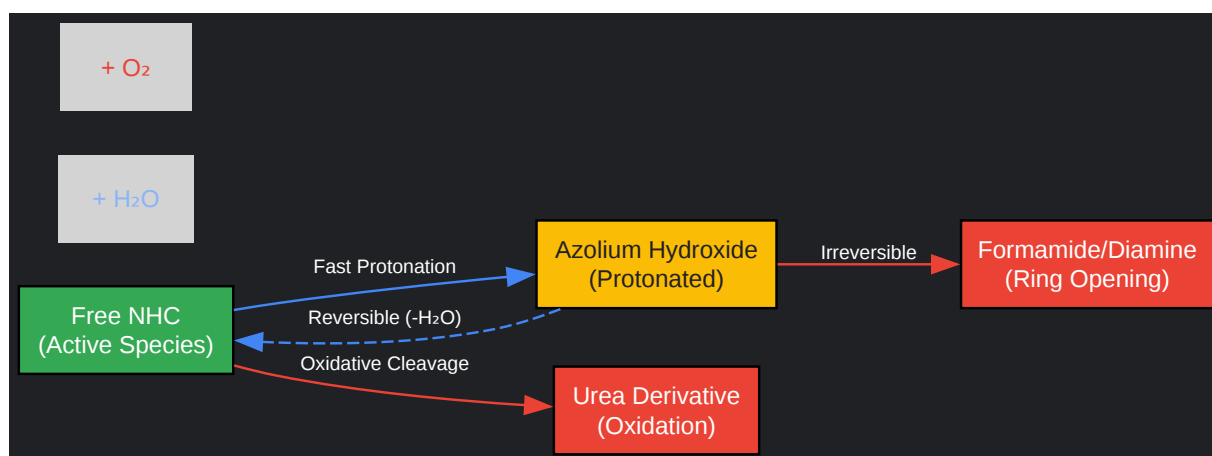 + O₂
+ H₂O
Fast Protonation
Azolium Hydroxide
(Protonated)
Irreversible
Formamide/Diamine
(Ring Opening)
Free NHC
(Active Species)
Reversible (-H₂O)
Oxidative Cleavage
Urea Derivative
(Oxidation)